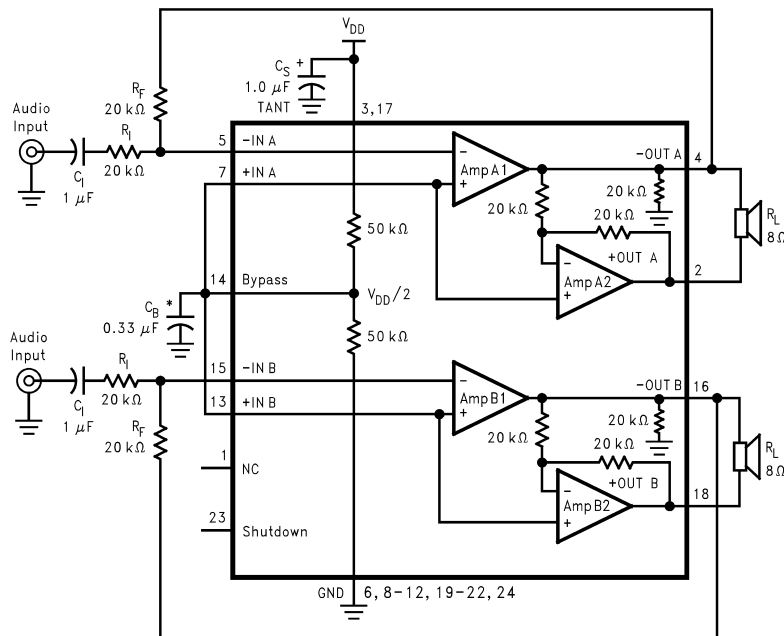 V_DD
C_S +
1.0 μF
TANT
3,17
R_F
20 kΩ
Audio
Input
R_I
20 kΩ
C_I
1 μF
5
-IN A
7
+IN A
Amp A1
-OUT A
4
20 kΩ
20 kΩ
20 kΩ
R_L
8Ω
50 kΩ
+OUT A
Amp A2
2
14
Bypass
V_DD/2
C_B *
0.33 μF
50 kΩ
Audio
Input
R_I
20 kΩ
C_I
1 μF
R_F
20 kΩ
15
-IN B
13
+IN B
Amp B1
-OUT B
16
20 kΩ
20 kΩ
20 kΩ
R_L
8Ω
+OUT B
Amp B2
18
1
NC
23
Shutdown
GND
6,8-12,19-22,24